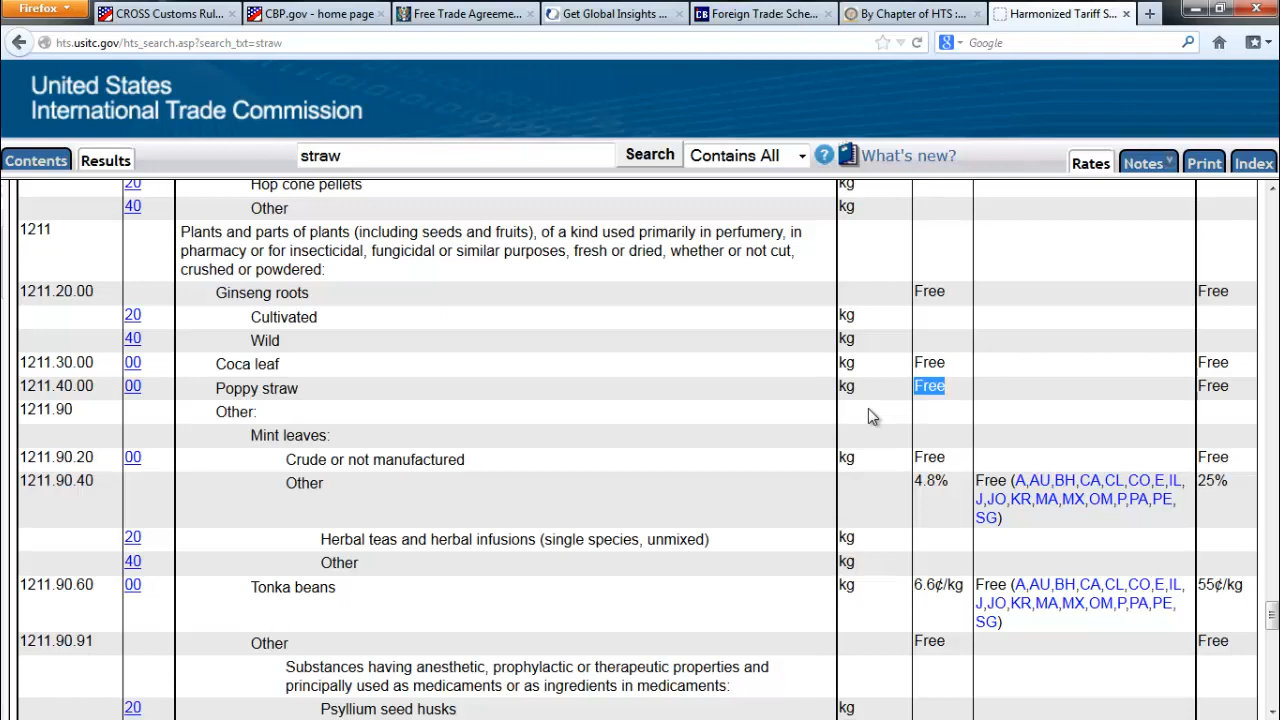 Firefox
CROSS Customs Rul...
CBP.gov - home page
Free Trade Agreeme...
Get Global Insights ...
CB Foreign Trade: Sche...
By Chapter of HTS :...
Harmonized Tariff S...
hts.usitc.gov/hts_search.asp?search_txt=straw
Google
United States
International Trade Commission
Contents Results straw Search Contains All ? What's new? Rates Notes Print Index
20 Hop cone pellets kg
40 Other kg
1211 Plants and parts of plants (including seeds and fruits), of a kind used primarily in perfumery, in
pharmacy or for insecticidal, fungicidal or similar purposes, fresh or dried, whether or not cut,
crushed or powdered:
1211.20.00 Ginseng roots Free Free
20 Cultivated kg
40 Wild kg
1211.30.00 00 Coca leaf kg Free Free
1211.40.00 00 Poppy straw kg Free Free
1211.90 Other:
Mint leaves:
1211.90.20 00 Crude or not manufactured kg Free Free
1211.90.40 Other 4.8% Free (A,AU,BH,CA,CL,CO,E,IL, 25%
J,JO,KR,MA,MX,OM,P,PA,PE,
SG)
20 Herbal teas and herbal infusions (single species, unmixed) kg
40 Other kg
1211.90.60 00 Tonka beans kg 6.6¢/kg Free (A,AU,BH,CA,CL,CO,E,IL, 55¢/kg
J,JO,KR,MA,MX,OM,P,PA,PE,
SG)
1211.90.91 Other Free Free
Substances having anesthetic, prophylactic or therapeutic properties and
principally used as medicaments or as ingredients in medicaments:
20 Psyllium seed husks kg